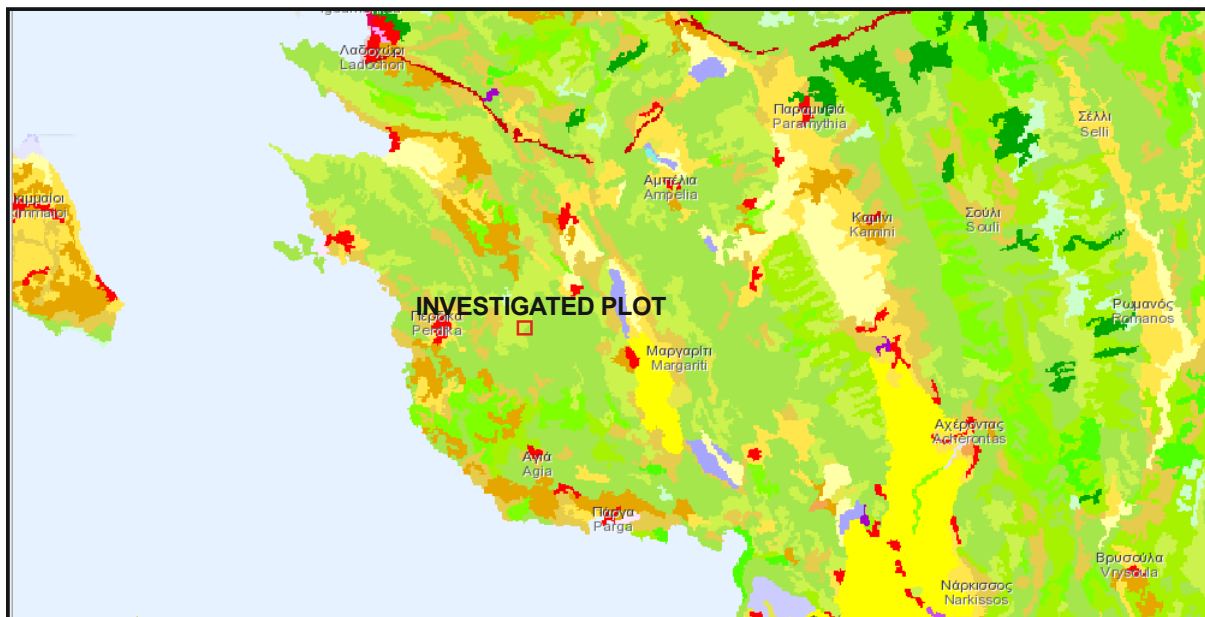 Λαδοχώρι
Ladochori
Παραμυθιά
Paramythia
Σέλλι
Selli
Αμπέλια
Ampelia
Καμίνι
Kamini
Σούλι
Souli
INVESTIGATED PLOT
Πέρδικα
Perdika
Ρωμανός
Romanos
Μαργαρίτι
Margariti
Αχέροντας
Acherontas
Αγιά
Agia
Πάργα
Parga
Βρυσούλα
Vrysoula
Νάρκισσος
Narkissos